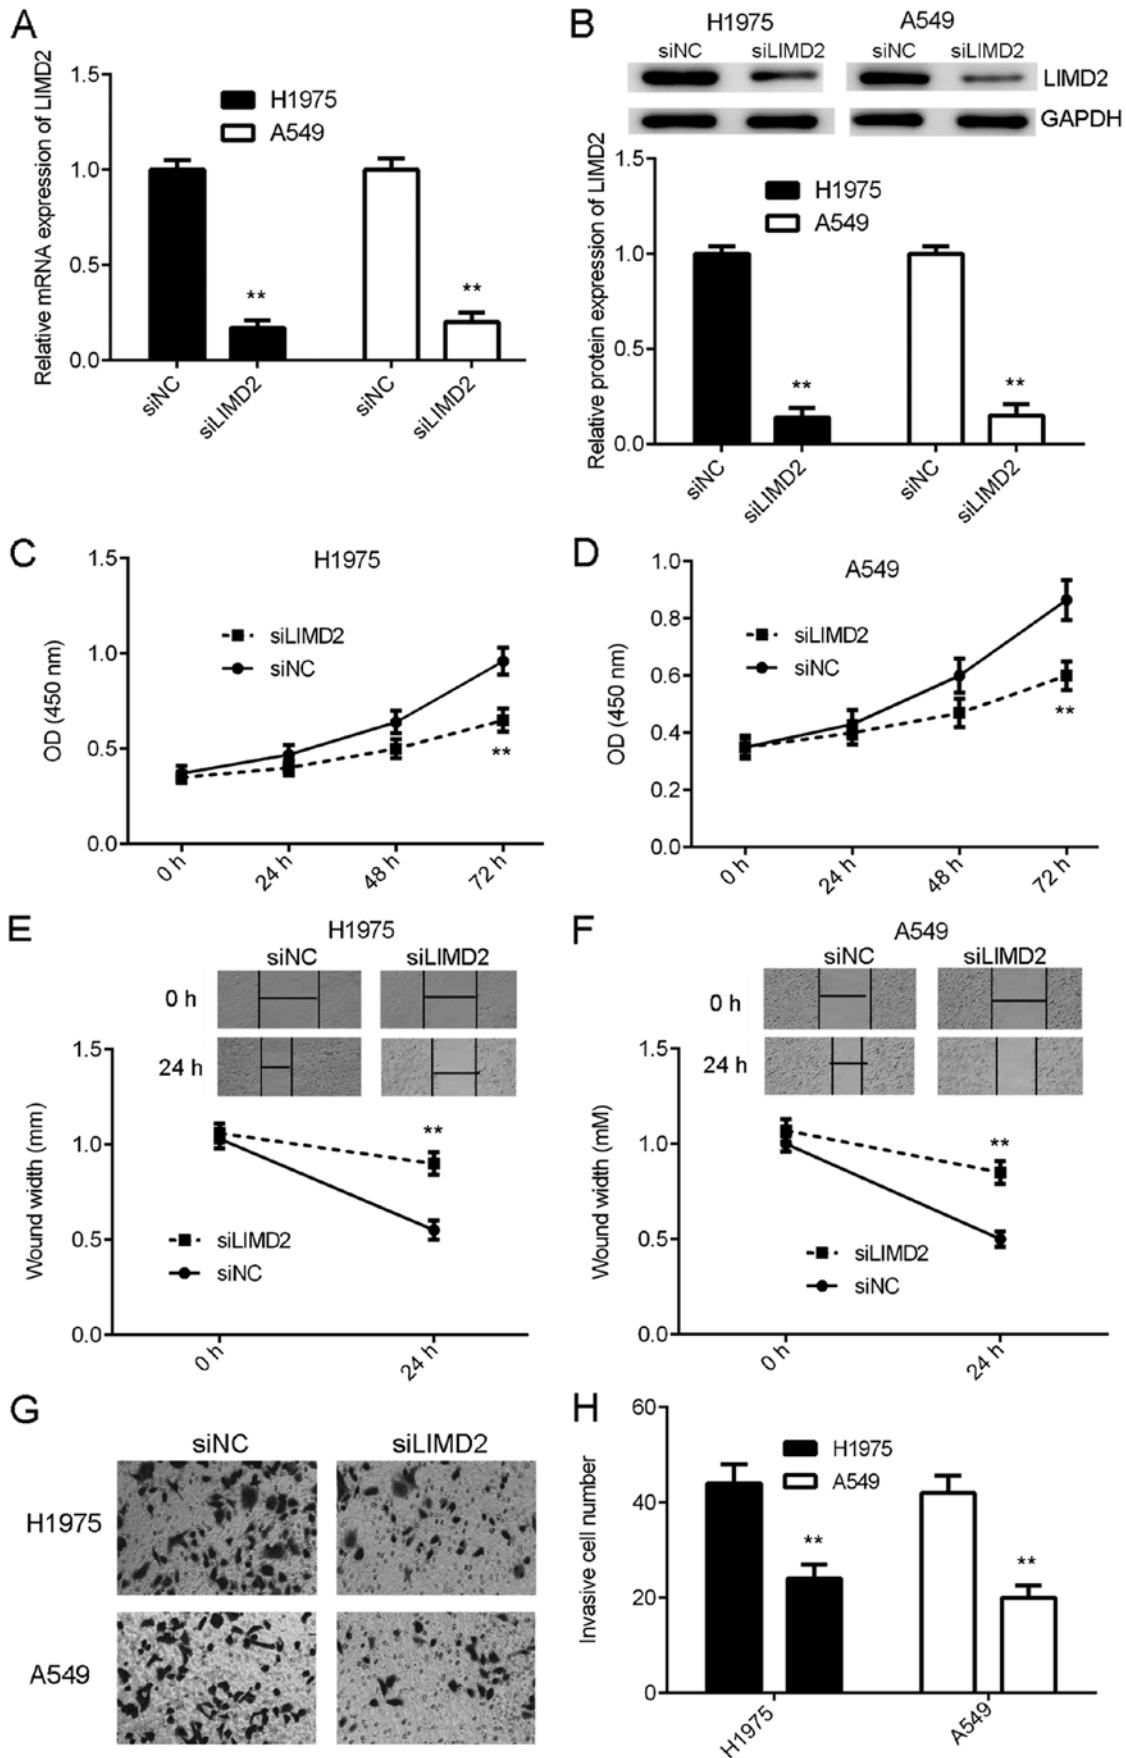 A
Relative mRNA expression of LIMD2
1.5
1.0
0.5
0.0
H1975
A549
**
**
siNC
siLIMD2
siNC
siLIMD2
B
H1975
A549
siNC
siLIMD2
siNC
siLIMD2
LIMD2
GAPDH
Relative protein expression of LIMD2
1.5
1.0
0.5
0.0
H1975
A549
**
**
siNC
siLIMD2
siNC
siLIMD2
C
H1975
OD (450 nm)
1.5
1.0
0.5
0.0
siLIMD2
siNC
**
0 h
24 h
48 h
72 h
D
A549
OD (450 nm)
1.0
0.8
0.6
0.4
0.2
0.0
siLIMD2
siNC
**
0 h
24 h
48 h
72 h
E
H1975
siNC
siLIMD2
0 h
24 h
Wound width (mm)
1.5
1.0
0.5
0.0
**
siLIMD2
siNC
0 h
24 h
F
A549
siNC
siLIMD2
0 h
24 h
Wound width (mM)
1.5
1.0
0.5
0.0
**
siLIMD2
siNC
0 h
24 h
G
siNC
siLIMD2
H1975
A549
H
Invasive cell number
60
40
20
0
H1975
A549
**
**
H1975
A549